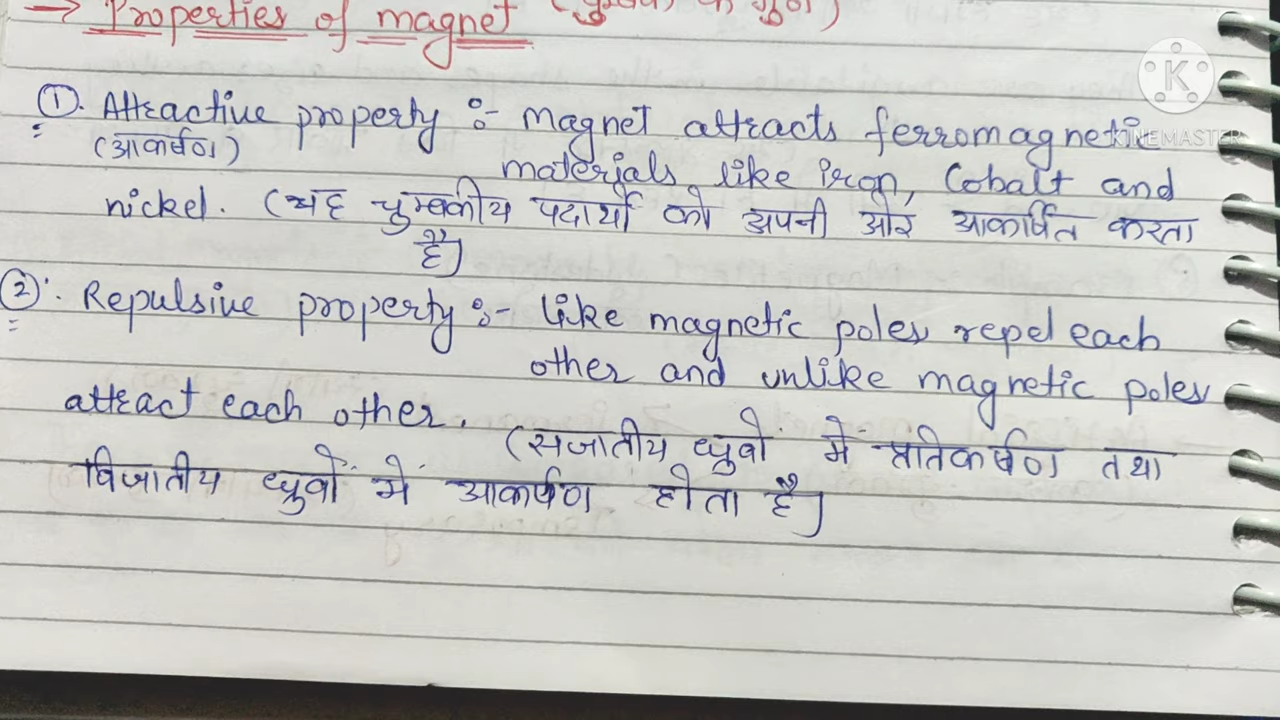 → Properties of magnet (चुम्बक के गुण)
①. Attractive property :- Magnet attracts ferromagnetic
(आकर्षण)
materials like iron, Cobalt and
nickel. (यह चुम्बकीय पदार्थो को अपनी ओर आकर्षित करता
है)
②. Repulsive property :- like magnetic poles repel each
other and unlike magnetic poles
attract each other.
(सजातीय ध्रुवों में प्रतिकर्षण तथा
विजातीय ध्रुवों में आकर्षण होता है)
K
KINEMASTER